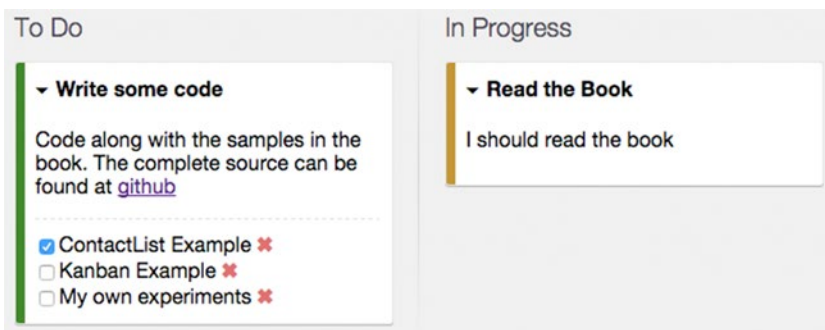 To Do
Write some code
Code along with the samples in the
book. The complete source can be
found at github
ContactList Example
Kanban Example
My own experiments
In Progress
Read the Book
I should read the book